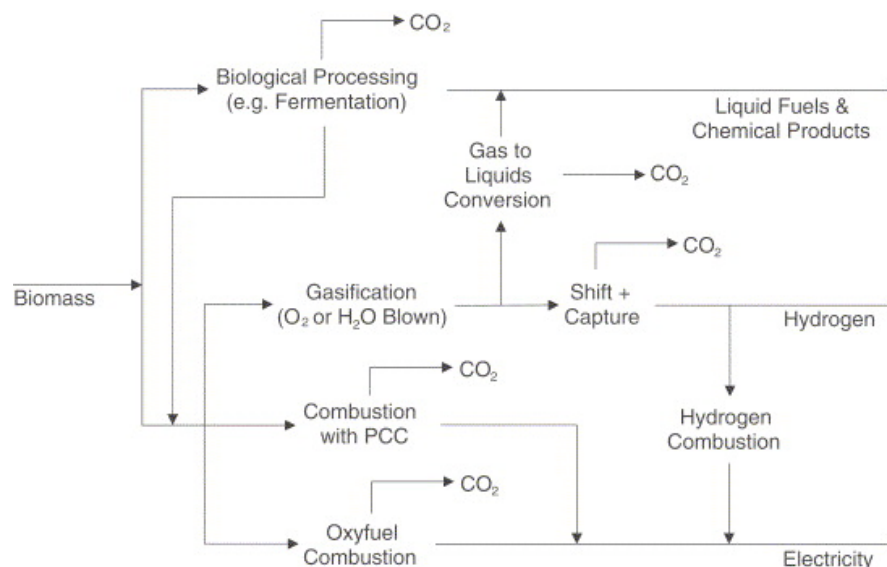 CO₂
Biological Processing
(e.g. Fermentation)
Liquid Fuels &
Chemical Products
Gas to
Liquids
Conversion
CO₂
CO₂
Biomass
Gasification
(O₂ or H₂O Blown)
Shift +
Capture
Hydrogen
CO₂
Combustion
with PCC
Hydrogen
Combustion
CO₂
Oxyfuel
Combustion
Electricity